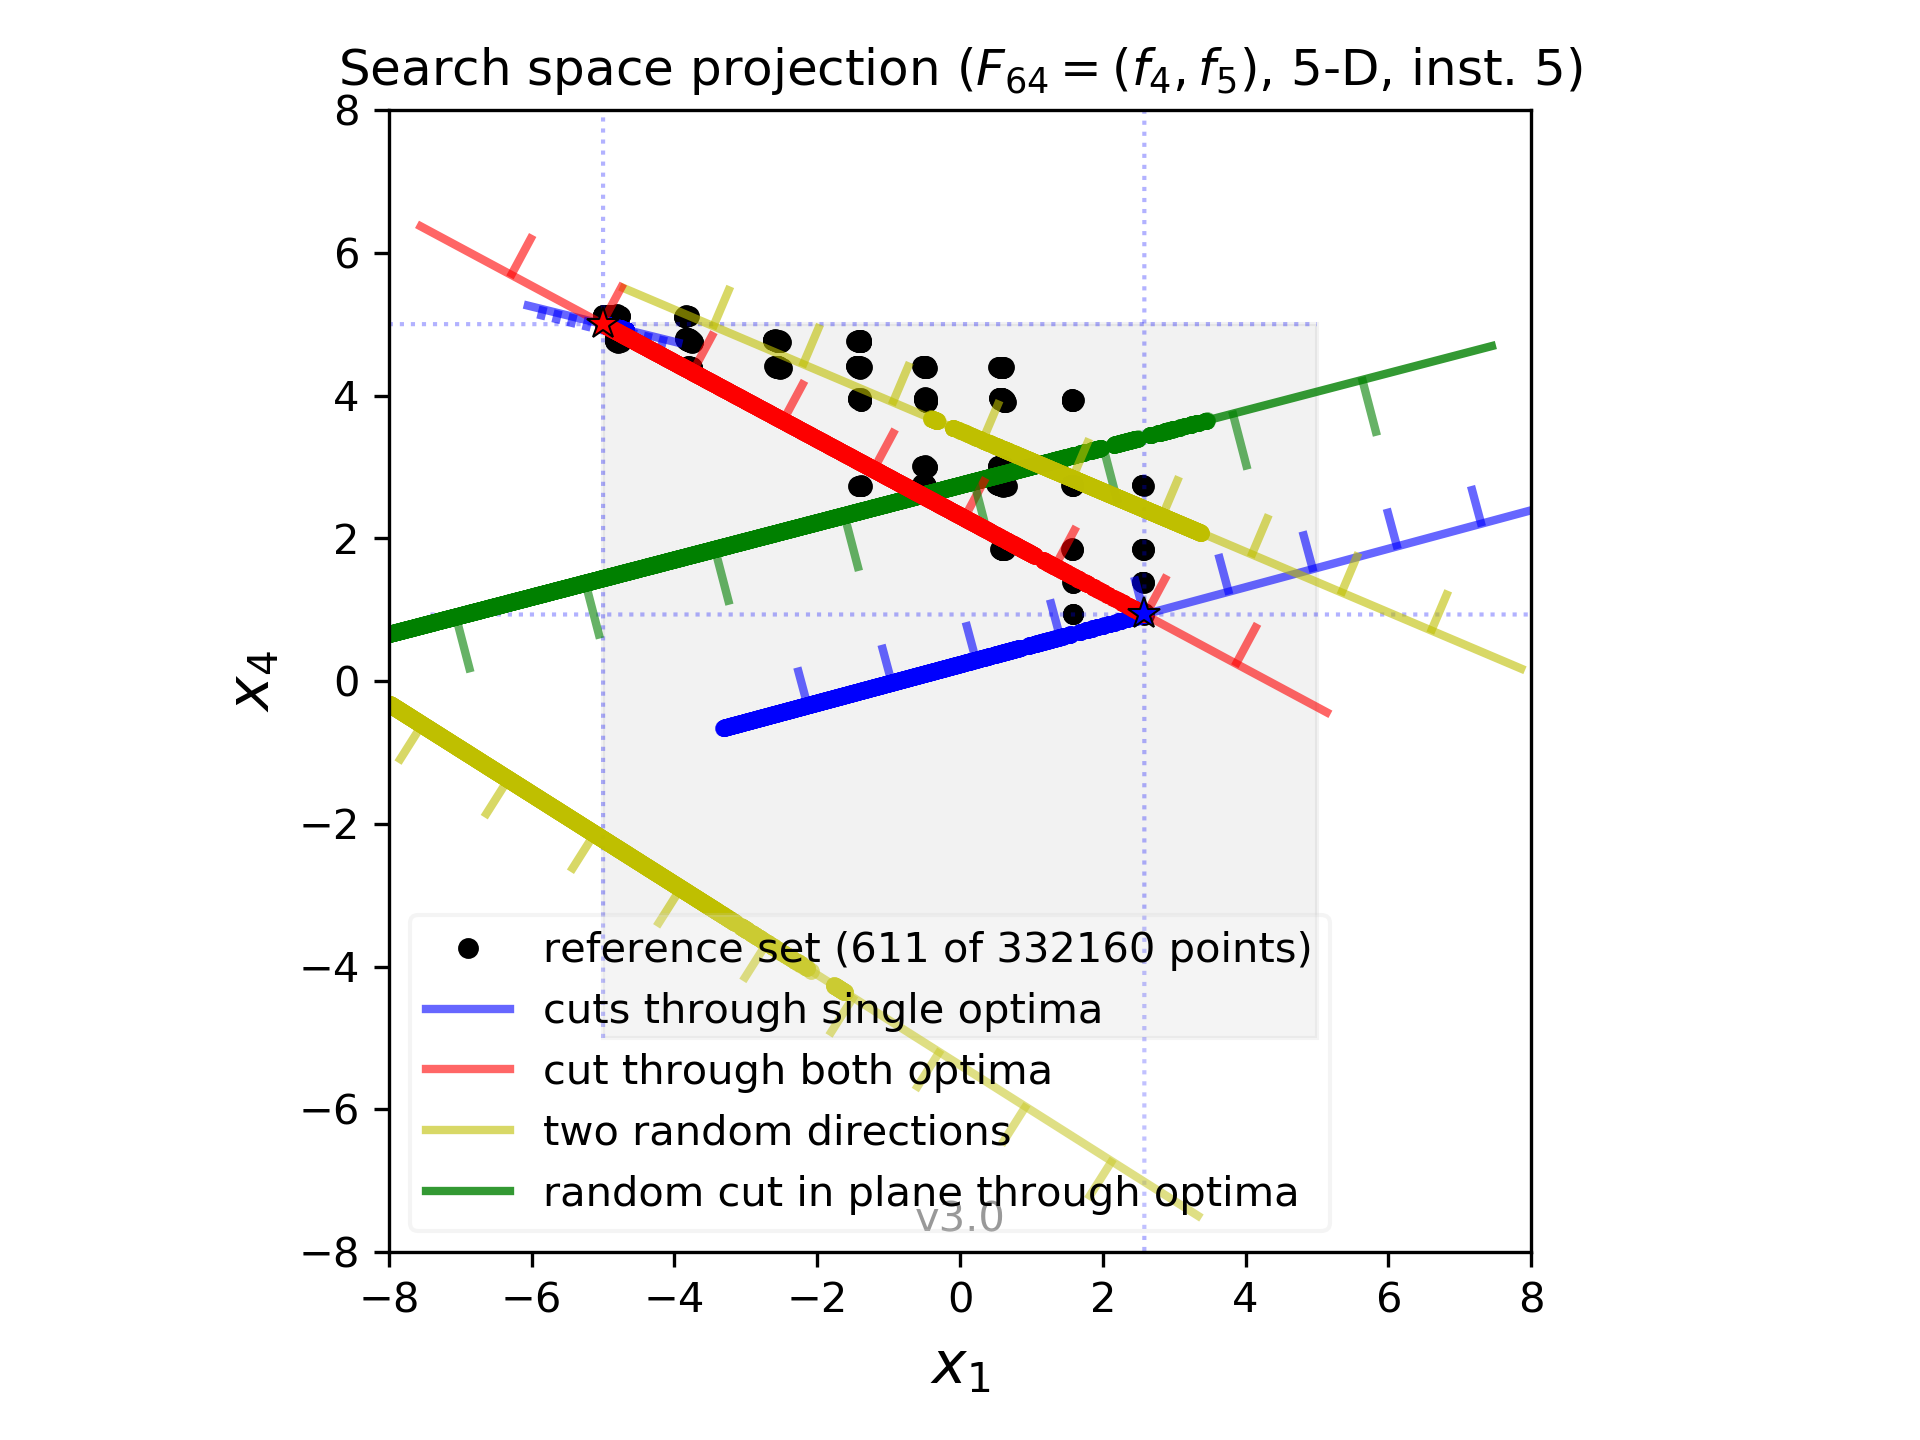 Search space projection (F₆₄ = (f₄, f₅), 5-D, inst. 5)
8
6
4
2
0
−2
−4
−6
−8
x₄
reference set (611 of 332160 points)
cuts through single optima
cut through both optima
two random directions
random cut in plane through optima
v3.0
−8 −6 −4 −2 0 2 4 6 8
x₁